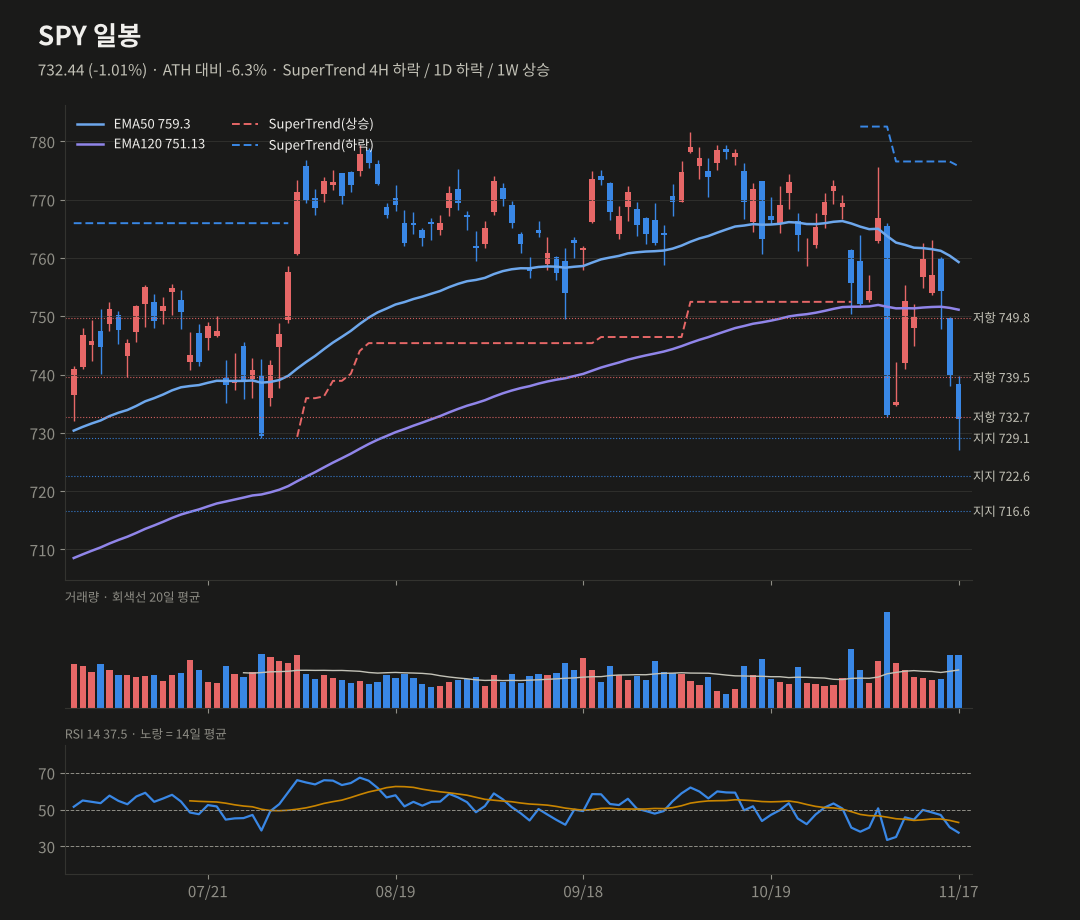 SPY 일봉
732.44 (-1.01%) · ATH 대비 -6.3% · SuperTrend 4H 하락 / 1D 하락 / 1W 상승
EMA50 759.3
SuperTrend(상승)
EMA120 751.13
SuperTrend(하락)
780
770
760
750
740
730
720
710
저항 749.8
저항 739.5
저항 732.7
지지 729.1
지지 722.6
지지 716.6
거래량 · 회색선 20일 평균
RSI 14 37.5 · 노랑 = 14일 평균
70
50
30
07/21
08/19
09/18
10/19
11/17